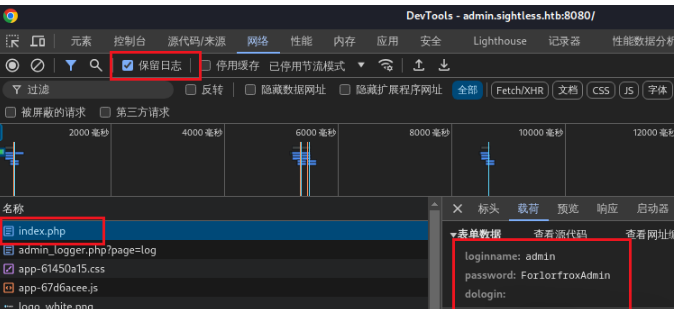 DevTools - admin.sightless.htb:8080/
元素 控制台 源代码/来源 网络 性能 内存 应用 安全 Lighthouse 记录器 性能数据分析
保留日志 停用缓存 已停用节流模式
过滤 反转 隐藏数据网址 隐藏扩展程序网址 全部 Fetch/XHR 文档 CSS JS 字体
被屏蔽的请求 第三方请求
2000 毫秒 4000 毫秒 6000 毫秒 8000 毫秒 10000 毫秒 12000 毫秒
名称 标头 载荷 预览 响应 启动器
index.php 表单数据 查看源代码 查看网址编
admin_logger.php?page=log loginname: admin
app-61450a15.css password: ForlorfroxAdmin
app-67d6acee.js dologin:
logo_white.png